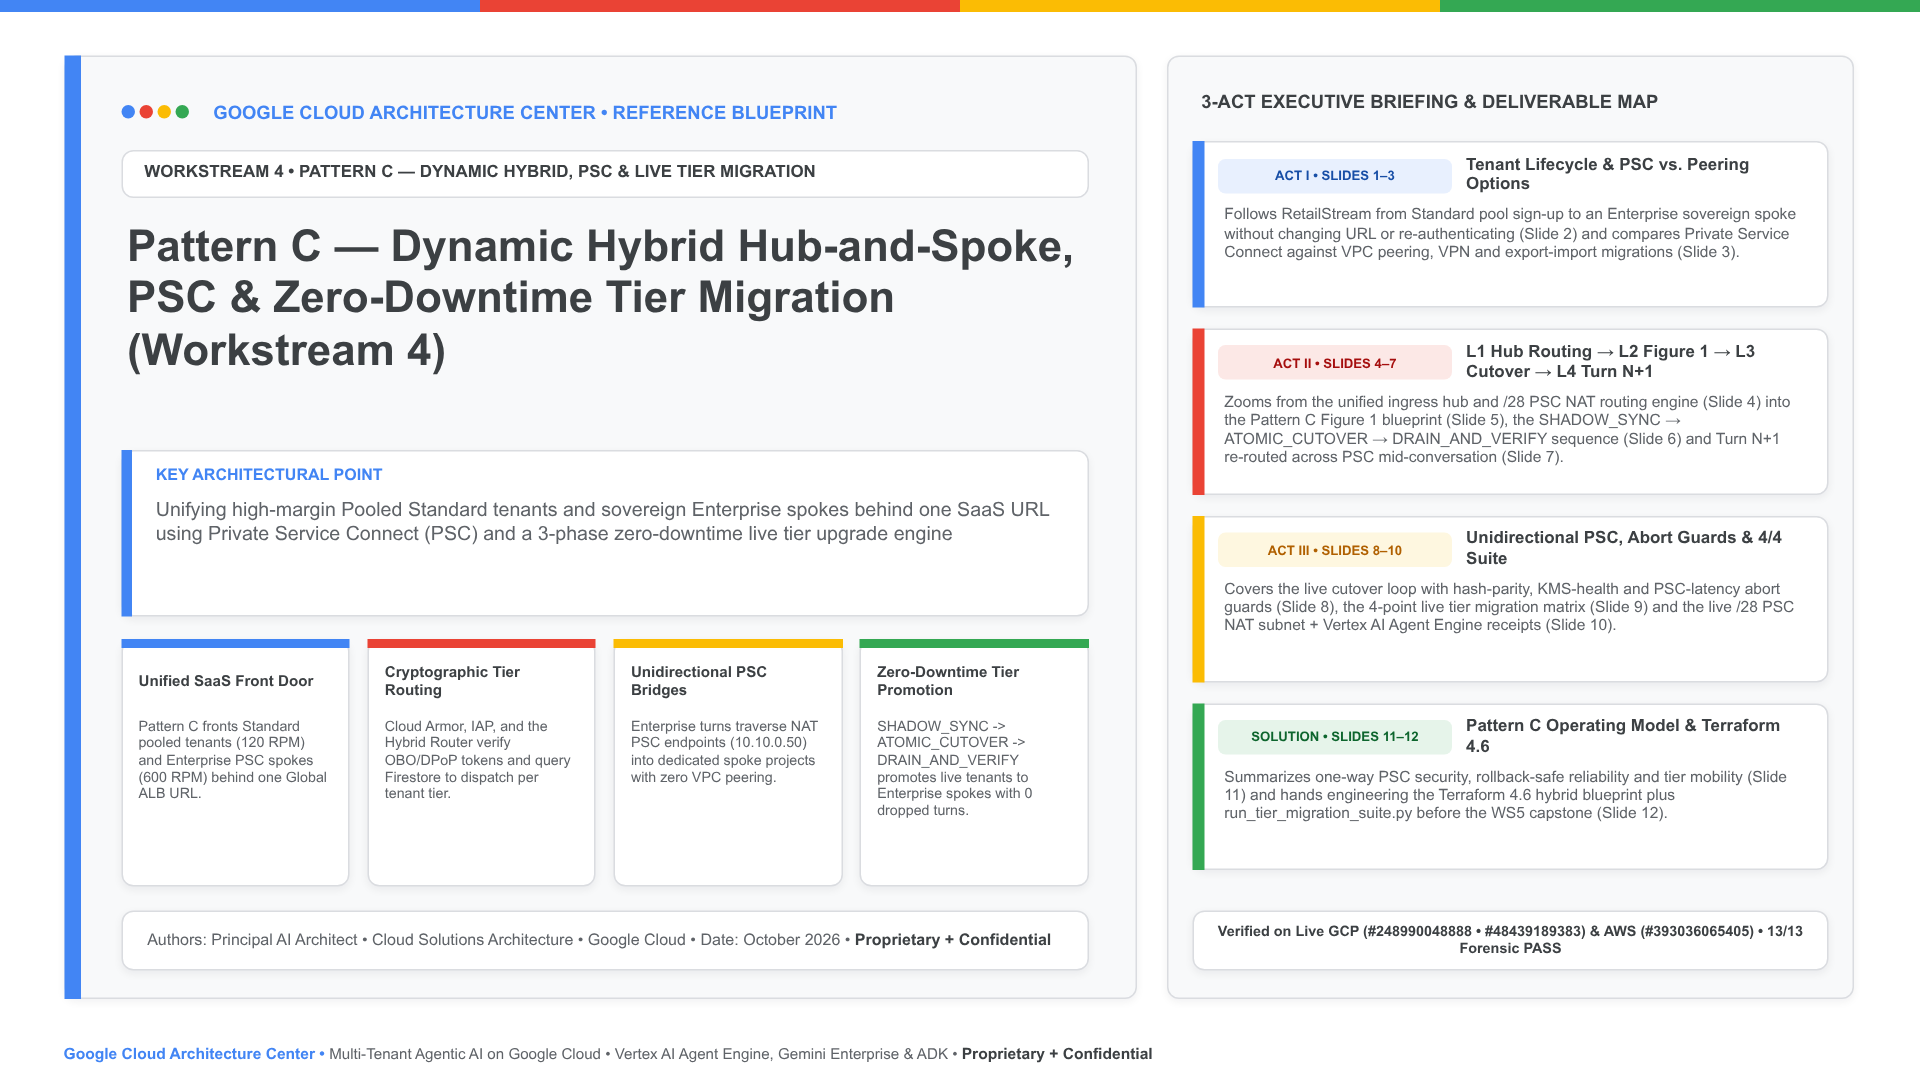 GOOGLE CLOUD ARCHITECTURE CENTER • REFERENCE BLUEPRINT
WORKSTREAM 4 • PATTERN C — DYNAMIC HYBRID, PSC & LIVE TIER MIGRATION
Pattern C — Dynamic Hybrid Hub-and-Spoke,
PSC & Zero-Downtime Tier Migration
(Workstream 4)
KEY ARCHITECTURAL POINT
Unifying high-margin Pooled Standard tenants and sovereign Enterprise spokes behind one SaaS URL
using Private Service Connect (PSC) and a 3-phase zero-downtime live tier upgrade engine
Unified SaaS Front Door
Pattern C fronts Standard
pooled tenants (120 RPM)
and Enterprise PSC spokes
(600 RPM) behind one Global
ALB URL.
Cryptographic Tier
Routing
Cloud Armor, IAP, and the
Hybrid Router verify
OBO/DPoP tokens and query
Firestore to dispatch per
tenant tier.
Unidirectional PSC
Bridges
Enterprise turns traverse NAT
PSC endpoints (10.10.0.50)
into dedicated spoke projects
with zero VPC peering.
Zero-Downtime Tier
Promotion
SHADOW_SYNC ->
ATOMIC_CUTOVER ->
DRAIN_AND_VERIFY
promotes live tenants to
Enterprise spokes with 0
dropped turns.
Authors: Principal AI Architect • Cloud Solutions Architecture • Google Cloud • Date: October 2026 • Proprietary + Confidential
3-ACT EXECUTIVE BRIEFING & DELIVERABLE MAP
ACT I • SLIDES 1–3
Tenant Lifecycle & PSC vs. Peering
Options
Follows RetailStream from Standard pool sign-up to an Enterprise sovereign spoke
without changing URL or re-authenticating (Slide 2) and compares Private Service
Connect against VPC peering, VPN and export-import migrations (Slide 3).
ACT II • SLIDES 4–7
L1 Hub Routing → L2 Figure 1 → L3
Cutover → L4 Turn N+1
Zooms from the unified ingress hub and /28 PSC NAT routing engine (Slide 4) into
the Pattern C Figure 1 blueprint (Slide 5), the SHADOW_SYNC →
ATOMIC_CUTOVER → DRAIN_AND_VERIFY sequence (Slide 6) and Turn N+1
re-routed across PSC mid-conversation (Slide 7).
ACT III • SLIDES 8–10
Unidirectional PSC, Abort Guards & 4/4
Suite
Covers the live cutover loop with hash-parity, KMS-health and PSC-latency abort
guards (Slide 8), the 4-point live tier migration matrix (Slide 9) and the live /28 PSC
NAT subnet + Vertex AI Agent Engine receipts (Slide 10).
SOLUTION • SLIDES 11–12
Pattern C Operating Model & Terraform
4.6
Summarizes one-way PSC security, rollback-safe reliability and tier mobility (Slide
11) and hands engineering the Terraform 4.6 hybrid blueprint plus
run_tier_migration_suite.py before the WS5 capstone (Slide 12).
Verified on Live GCP (#248990048888 • #48439189383) & AWS (#393036065405) • 13/13
Forensic PASS
Google Cloud Architecture Center • Multi-Tenant Agentic AI on Google Cloud • Vertex AI Agent Engine, Gemini Enterprise & ADK • Proprietary + Confidential